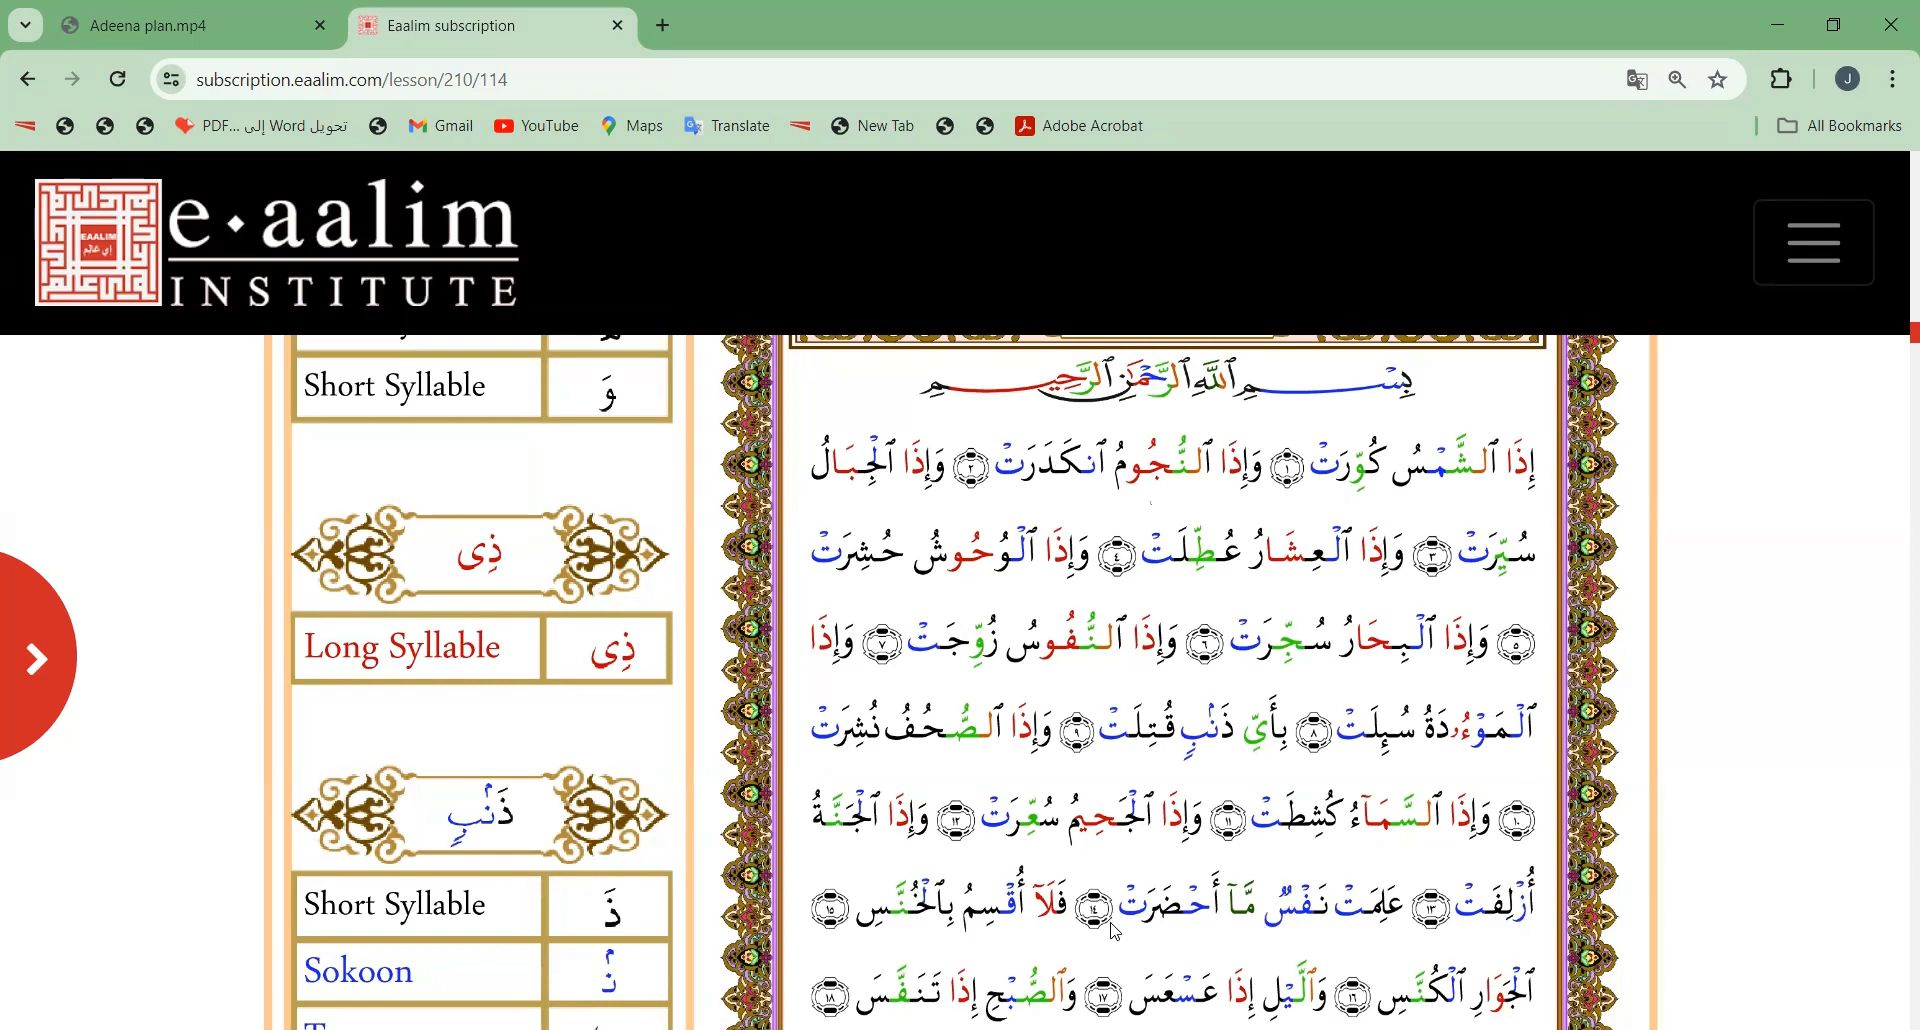 Adeena plan.mp4
Eaalim subscription
subscription.eaalim.com/lesson/210/114
PDF... إلى Word تحويل
Gmail
YouTube
Maps
Translate
New Tab
Adobe Acrobat
All Bookmarks
EAALIM
إي عالم
e·aalim
INSTITUTE
Short Syllable وَ
ذِى
Long Syllable ذِى
ذَنۢبٍ
Short Syllable ذَ
Sokoon نۢ
بِسْمِ ٱللَّهِ ٱلرَّحْمَٰنِ ٱلرَّحِيمِ
إِذَا ٱلشَّمْسُ كُوِّرَتْ ١ وَإِذَا ٱلنُّجُومُ ٱنكَدَرَتْ ٢ وَإِذَا ٱلْجِبَالُ
سُيِّرَتْ ٣ وَإِذَا ٱلْعِشَارُ عُطِّلَتْ ٤ وَإِذَا ٱلْوُحُوشُ حُشِرَتْ
٥ وَإِذَا ٱلْبِحَارُ سُجِّرَتْ ٦ وَإِذَا ٱلنُّفُوسُ زُوِّجَتْ ٧ وَإِذَا
ٱلْمَوْءُۥدَةُ سُئِلَتْ ٨ بِأَىِّ ذَنۢبٍ قُتِلَتْ ٩ وَإِذَا ٱلصُّحُفُ نُشِرَتْ
١٠ وَإِذَا ٱلسَّمَآءُ كُشِطَتْ ١١ وَإِذَا ٱلْجَحِيمُ سُعِّرَتْ ١٢ وَإِذَا ٱلْجَنَّةُ
أُزْلِفَتْ ١٣ عَلِمَتْ نَفْسٌ مَّآ أَحْضَرَتْ ١٤ فَلَآ أُقْسِمُ بِٱلْخُنَّسِ ١٥
ٱلْجَوَارِ ٱلْكُنَّسِ ١٦ وَٱلَّيْلِ إِذَا عَسْعَسَ ١٧ وَٱلصُّبْحِ إِذَا تَنَفَّسَ ١٨